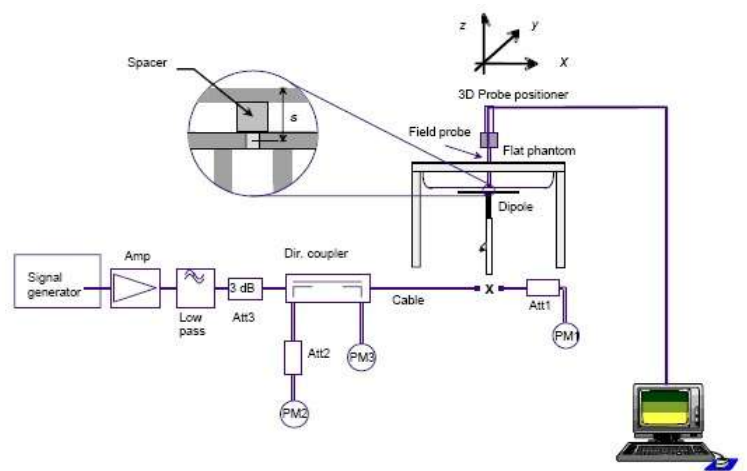 z
y
X
Spacer
s
3D Probe positioner
Field probe
Flat phantom
Dipole
Signal
generator
Amp
Low
pass
3 dB
Att3
Dir. coupler
Cable
x
Att1
PM1
Att2
PM3
PM2